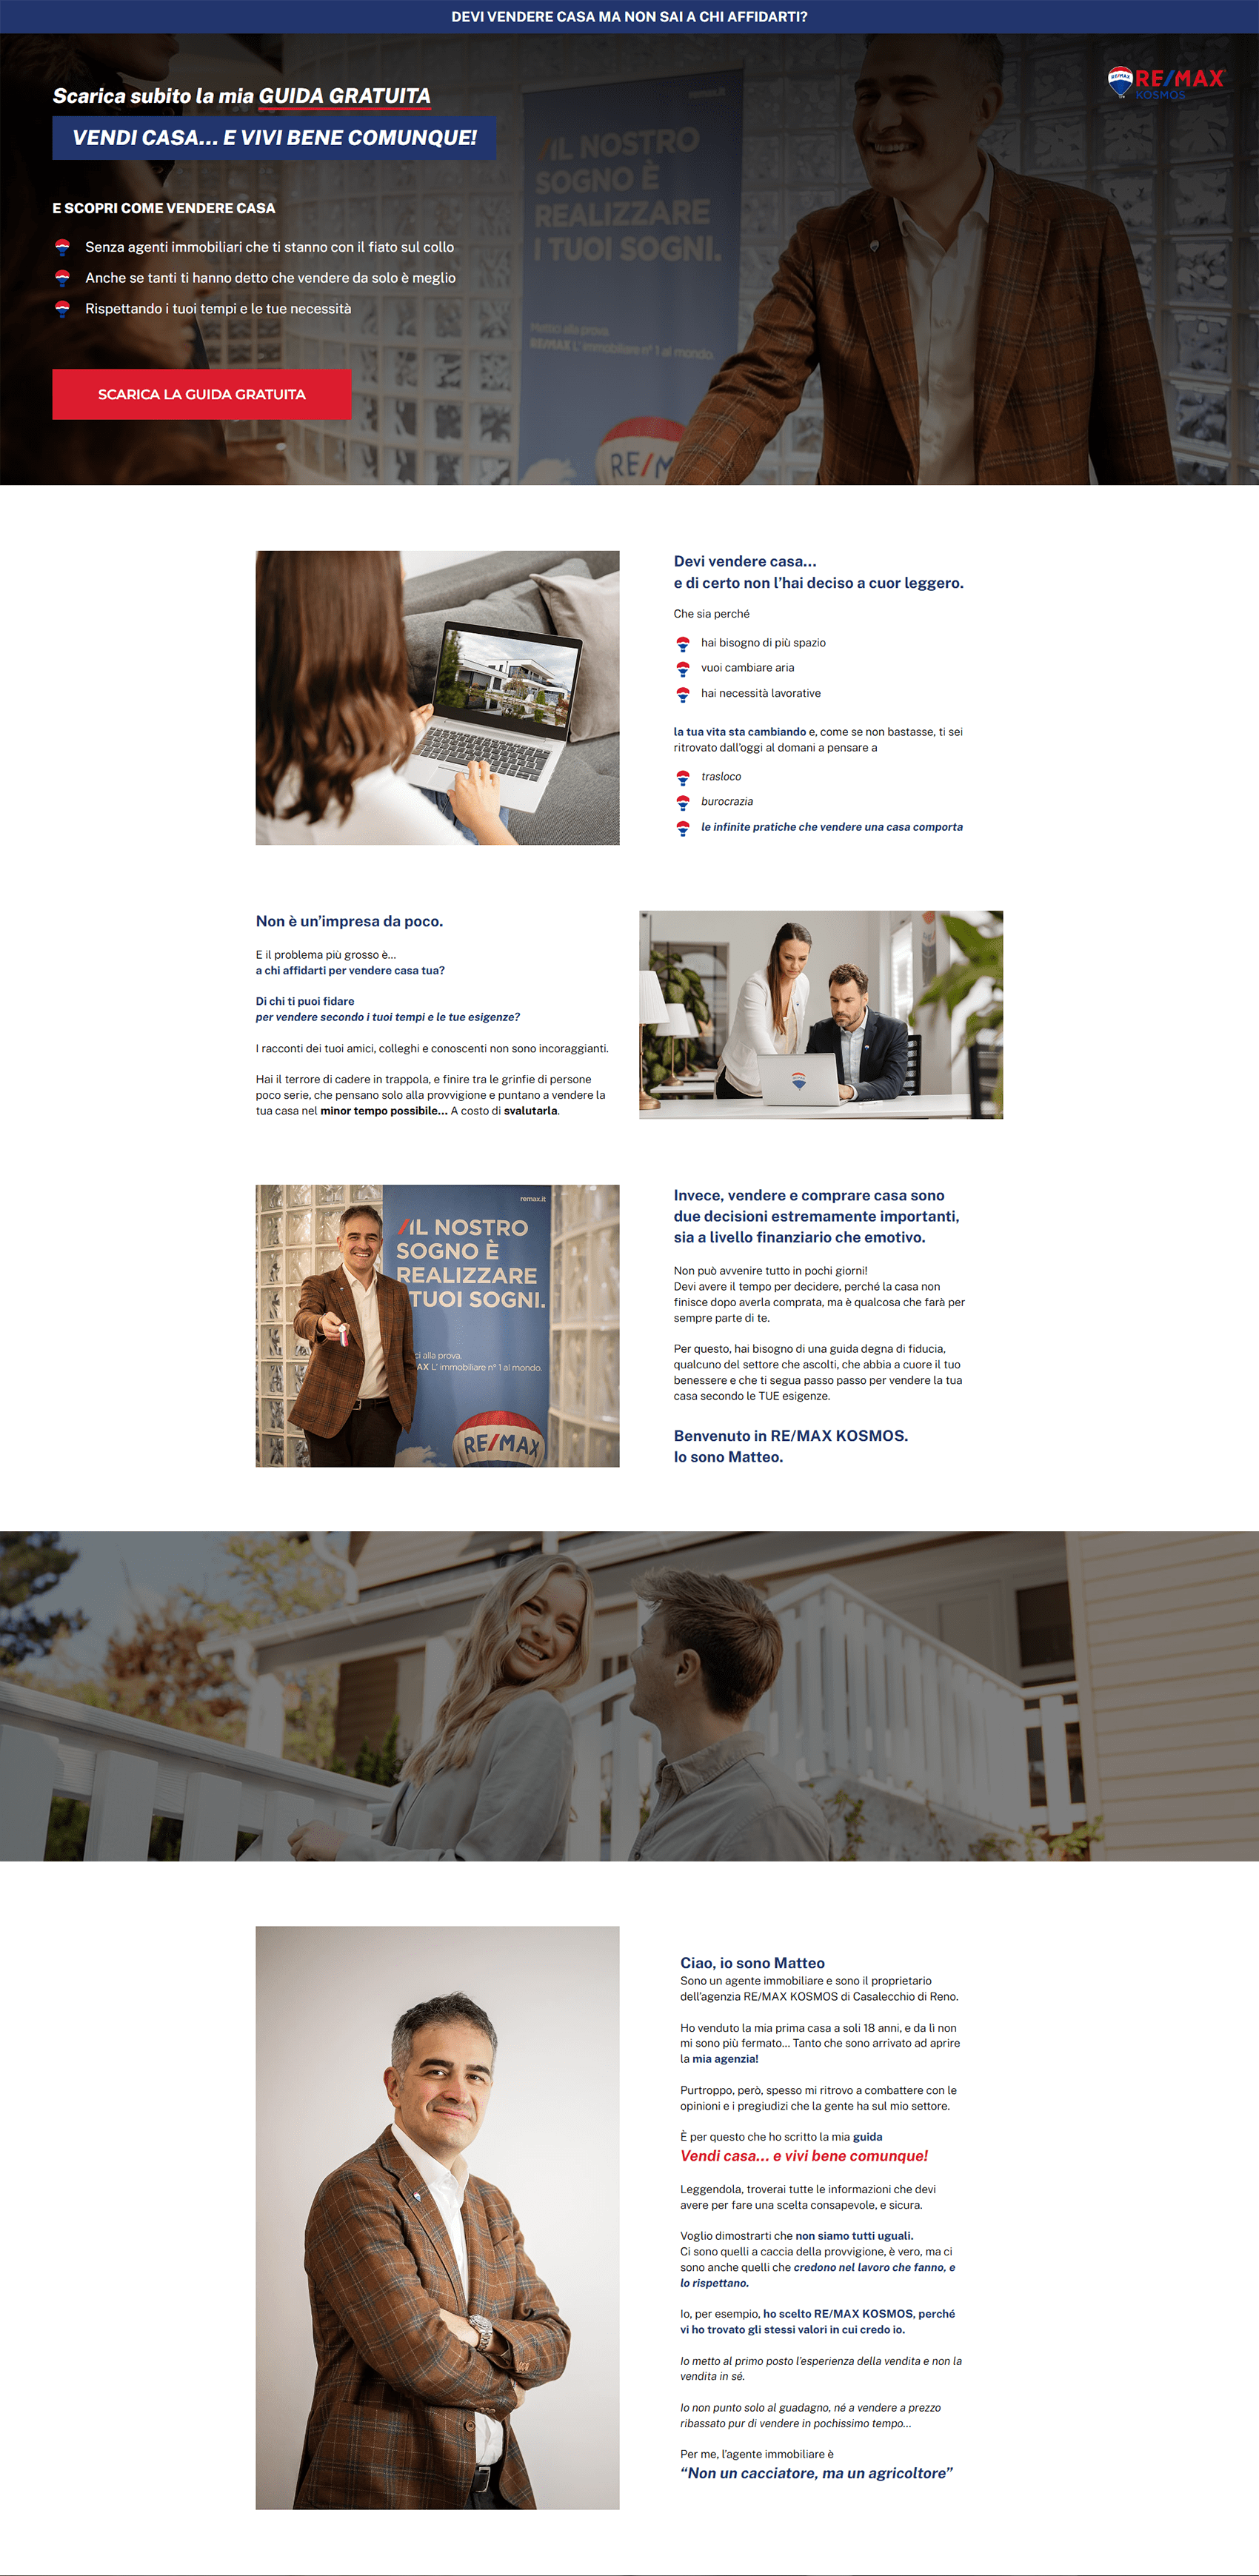 DEVI VENDERE CASA MA NON SAI A CHI AFFIDARTI?
RE/MAX
RE/MAX
KOSMOS
Scarica subito la mia GUIDA GRATUITA
VENDI CASA... E VIVI BENE COMUNQUE!
E SCOPRI COME VENDERE CASA
Senza agenti immobiliari che ti stanno con il fiato sul collo
Anche se tanti ti hanno detto che vendere da solo è meglio
Rispettando i tuoi tempi e le tue necessità
SCARICA LA GUIDA GRATUITA
remax.it
/IL NOSTRO
SOGNO È
REALIZZARE
I TUOI SOGNI.
Mettici alla prova.
RE/MAX L' immobiliare n° 1 al mondo.
RE/M
Devi vendere casa...
e di certo non l'hai deciso a cuor leggero.
Che sia perché
hai bisogno di più spazio
vuoi cambiare aria
hai necessità lavorative
la tua vita sta cambiando e, come se non bastasse, ti sei
ritrovato dall'oggi al domani a pensare a
trasloco
burocrazia
le infinite pratiche che vendere una casa comporta
Non è un'impresa da poco.
E il problema più grosso è...
a chi affidarti per vendere casa tua?
Di chi ti puoi fidare
per vendere secondo i tuoi tempi e le tue esigenze?
I racconti dei tuoi amici, colleghi e conoscenti non sono incoraggianti.
Hai il terrore di cadere in trappola, e finire tra le grinfie di persone
poco serie, che pensano solo alla provvigione e puntano a vendere la
tua casa nel minor tempo possibile... A costo di svalutarla.
remax.it
/IL NOSTRO
SOGNO È
REALIZZARE
TUOI SOGNI.
ci alla prova.
AX L' immobiliare n° 1 al mondo.
RE/MAX
Invece, vendere e comprare casa sono
due decisioni estremamente importanti,
sia a livello finanziario che emotivo.
Non può avvenire tutto in pochi giorni!
Devi avere il tempo per decidere, perché la casa non
finisce dopo averla comprata, ma è qualcosa che farà per
sempre parte di te.
Per questo, hai bisogno di una guida degna di fiducia,
qualcuno del settore che ascolti, che abbia a cuore il tuo
benessere e che ti segua passo passo per vendere la tua
casa secondo le TUE esigenze.
Benvenuto in RE/MAX KOSMOS.
Io sono Matteo.
Ciao, io sono Matteo
Sono un agente immobiliare e sono il proprietario
dell'agenzia RE/MAX KOSMOS di Casalecchio di Reno.
Ho venduto la mia prima casa a soli 18 anni, e da lì non
mi sono più fermato... Tanto che sono arrivato ad aprire
la mia agenzia!
Purtroppo, però, spesso mi ritrovo a combattere con le
opinioni e i pregiudizi che la gente ha sul mio settore.
È per questo che ho scritto la mia guida
Vendi casa... e vivi bene comunque!
Leggendola, troverai tutte le informazioni che devi
avere per fare una scelta consapevole, e sicura.
Voglio dimostrarti che non siamo tutti uguali.
Ci sono quelli a caccia della provvigione, è vero, ma ci
sono anche quelli che credono nel lavoro che fanno, e
lo rispettano.
Io, per esempio, ho scelto RE/MAX KOSMOS, perché
vi ho trovato gli stessi valori in cui credo io.
Io metto al primo posto l'esperienza della vendita e non la
vendita in sé.
Io non punto solo al guadagno, né a vendere a prezzo
ribassato pur di vendere in pochissimo tempo...
Per me, l'agente immobiliare è
“Non un cacciatore, ma un agricoltore”